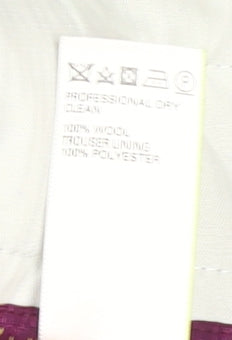 PROFESSIONAL DRY
CLEAN
100% WOOL
TROUSER LINING
100% POLYESTER